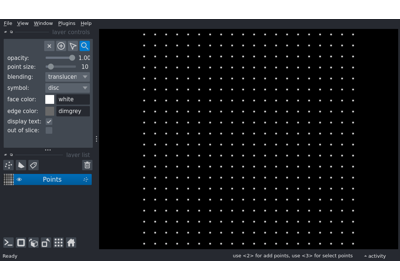 File View Window Plugins Help
layer controls
opacity: 1.00
point size: 10
blending: translucen
symbol: disc
face color: white
edge color: dimgrey
display text:
out of slice:
layer list
Points
Ready use <2> for add points, use <3> for select points activity